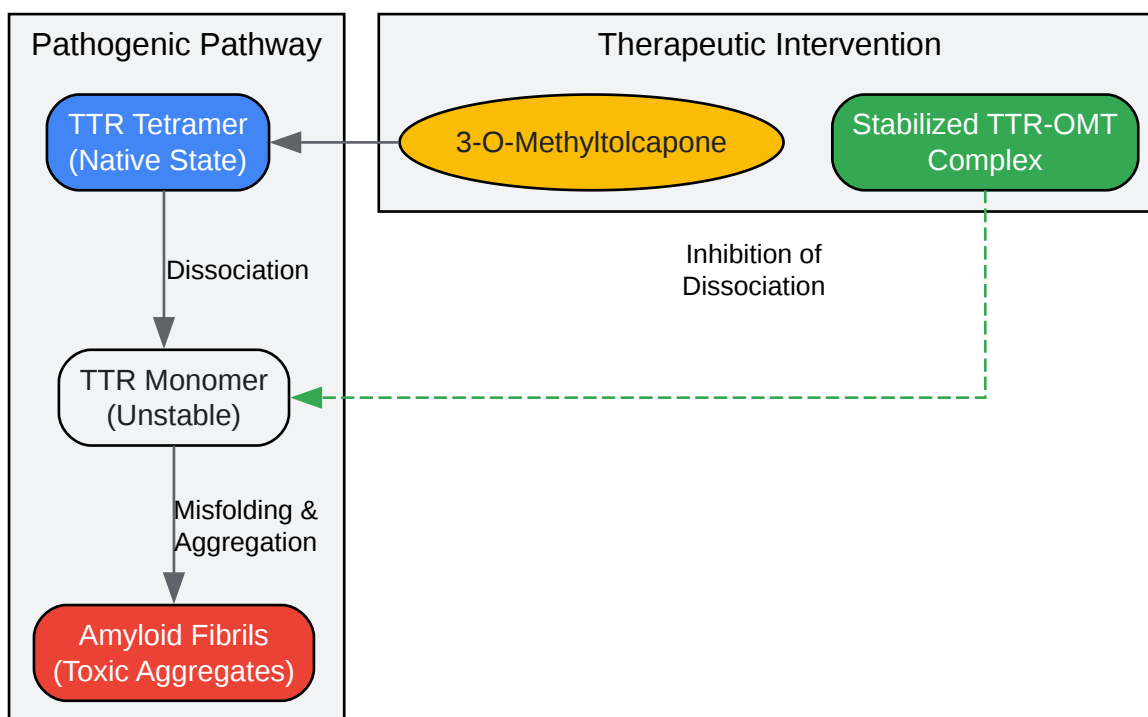 Pathogenic Pathway
Therapeutic Intervention
TTR Tetramer
(Native State)
3-O-Methyltolcapone
Stabilized TTR-OMT
Complex
Dissociation
Inhibition of
Dissociation
TTR Monomer
(Unstable)
Misfolding &
Aggregation
Amyloid Fibrils
(Toxic Aggregates)